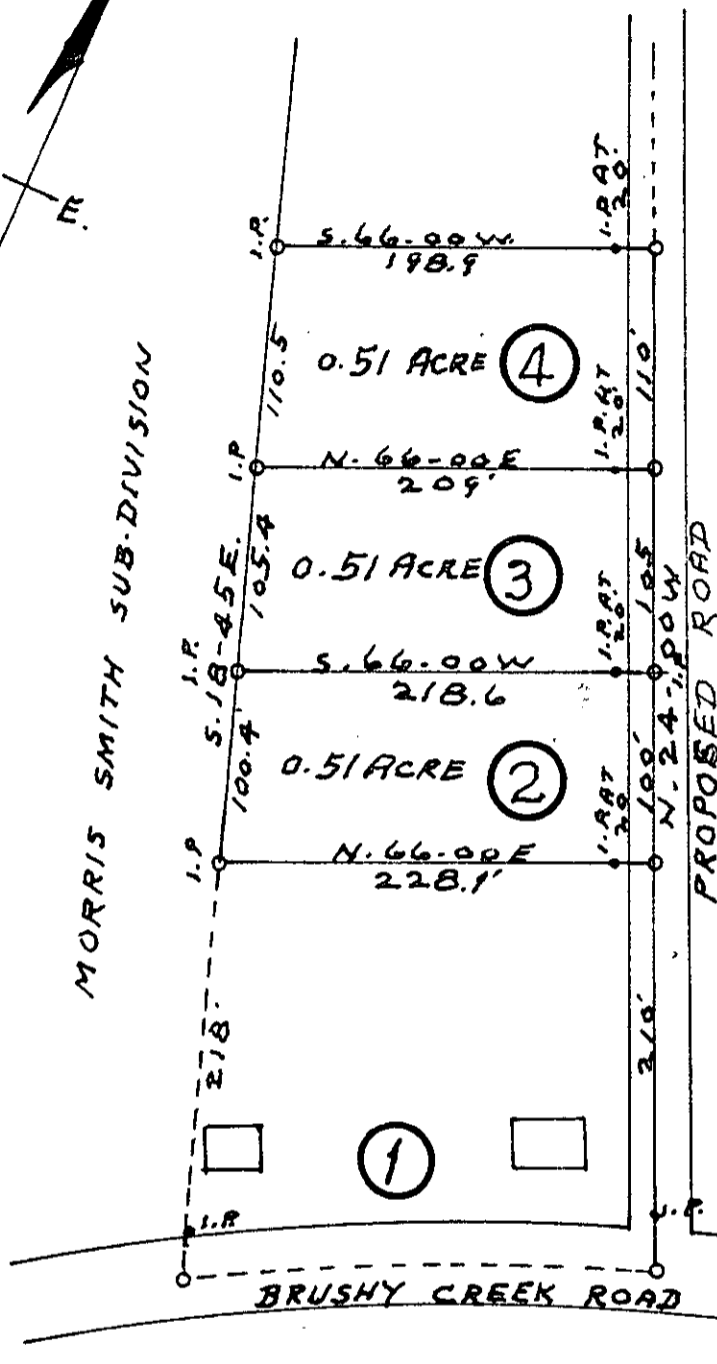 E.
I.P.
S. 66-00 W.
198.9
I.P. AT
20'
110.5
0.51 ACRE 4
110'
I.P.
N. 66-00 E
209'
I.P. AT
20'
MORRIS SMITH SUB-DIVISION
S. 18-45 E.
105.4
0.51 ACRE 3
105
I.P.
S. 66-00 W
218.6
I.P. AT
20'
N-24-00 W
I.P.
PROPOSED ROAD
100.4'
0.51 ACRE 2
100'
I.P
N. 66-00 E
228.1'
I.P. AT
20
218'
210'
1
I.P.
I.P.
BRUSHY CREEK ROAD